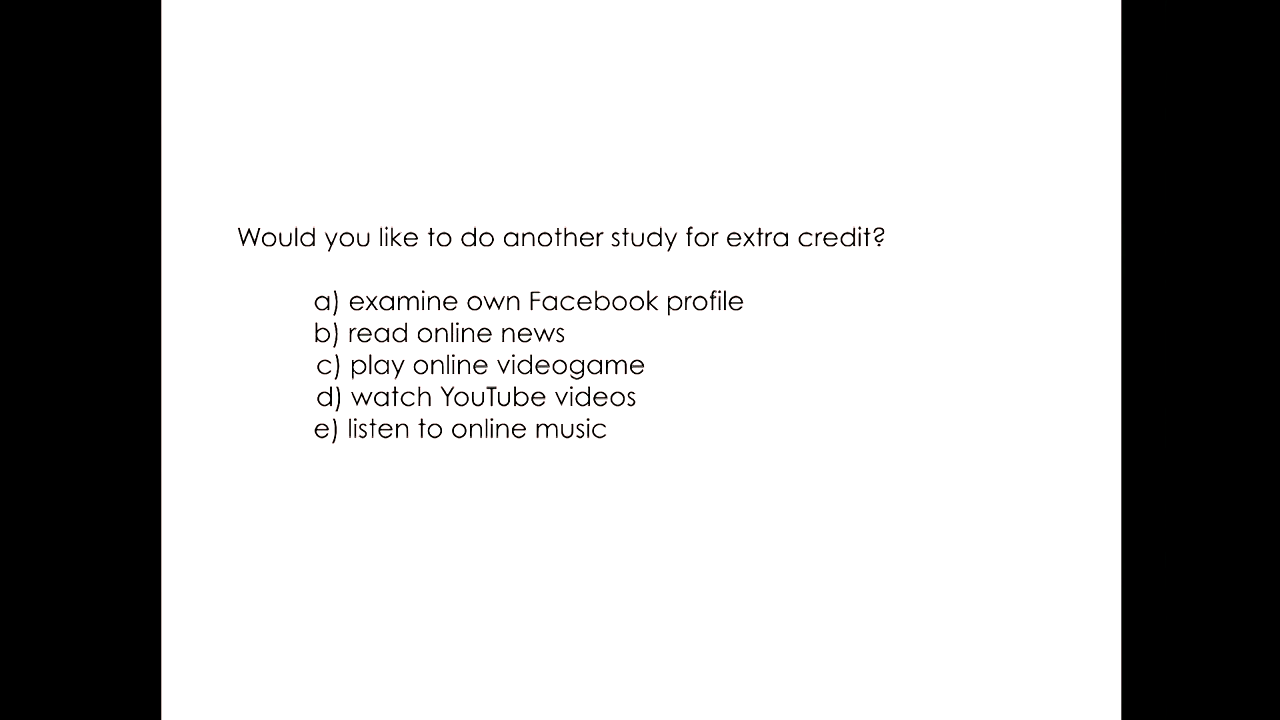 Would you like to do another study for extra credit?
a) examine own Facebook profile
b) read online news
c) play online videogame
d) watch YouTube videos
e) listen to online music